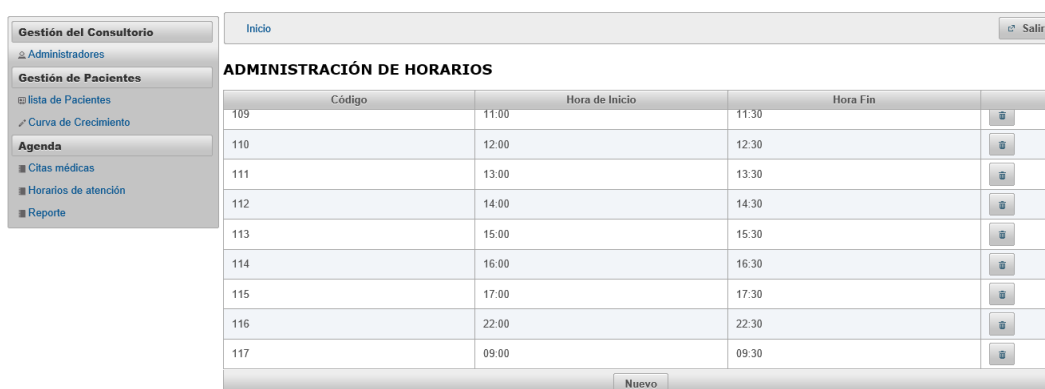 Gestión del Consultorio
Administradores
Gestión de Pacientes
lista de Pacientes
Curva de Crecimiento
Agenda
Citas médicas
Horarios de atención
Reporte
Inicio
Salir
ADMINISTRACIÓN DE HORARIOS
Código Hora de Inicio Hora Fin
109 11:00 11:30
110 12:00 12:30
111 13:00 13:30
112 14:00 14:30
113 15:00 15:30
114 16:00 16:30
115 17:00 17:30
116 22:00 22:30
117 09:00 09:30
Nuevo